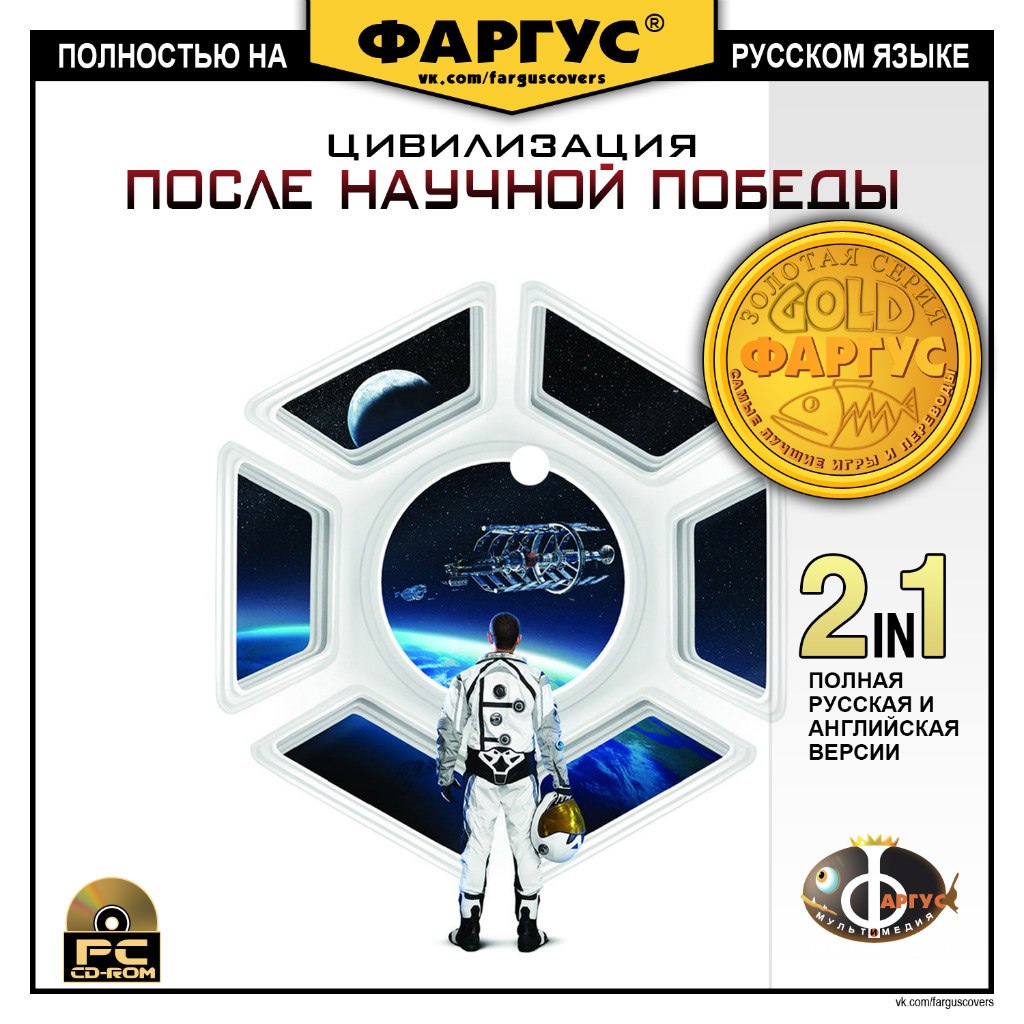 ПОЛНОСТЬЮ НА
ФАРГУС®
vk.com/farguscovers
РУССКОМ ЯЗЫКЕ
ЦИВИЛИЗАЦИЯ
ПОСЛЕ НАУЧНОЙ ПОБЕДЫ
ЗОЛОТАЯ СЕРИЯ
GOLD
ФАРГУС
САМЫЕ ЛУЧШИЕ ИГРЫ И ПЕРЕВОДЫ
2IN1
ПОЛНАЯ
РУССКАЯ И
АНГЛИЙСКАЯ
ВЕРСИИ
ФАРГУС
МУЛЬТИМЕДИЯ
PC
CD-ROM
vk.com/farguscovers